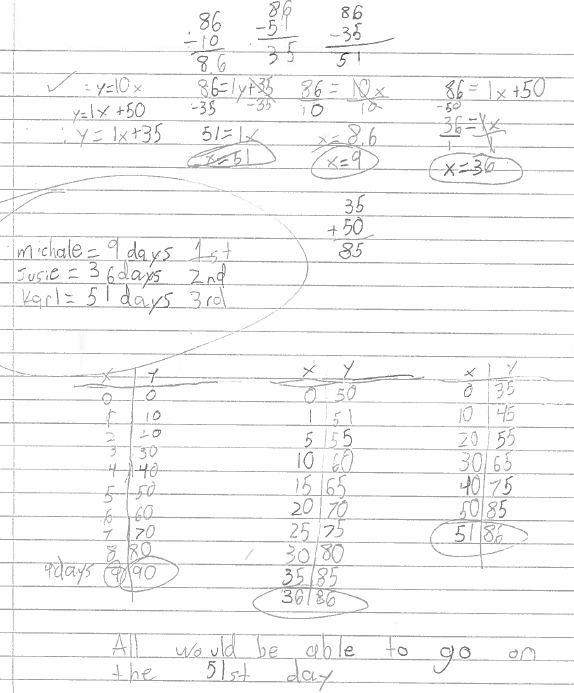 86 86 86
÷10 -51 -35
8.6 35 51
✓ = y=10x 86=1y+35 86 = 10x 86=1x+50
-35 -35 10 10 -50
y=1x+50 36=1x
∴ y=1x+35 51=1x x=8.6 1 1
x=51 x=9 x=36
35
+50
85
michale= 9 days 1st
Jusie = 36 days 2nd
Karl= 51 days 3rd
x y x y x y
0 0 0 50 0 35
1 10 1 51 10 45
2 20 5 55 20 55
3 30 10 60 30 65
4 40 15 65 40 75
5 50 20 70 50 85
6 60 25 75 51 86
7 70 30 80
8 80 35 85
9days 9 90 36 86
All would be able to go on
the 51st day